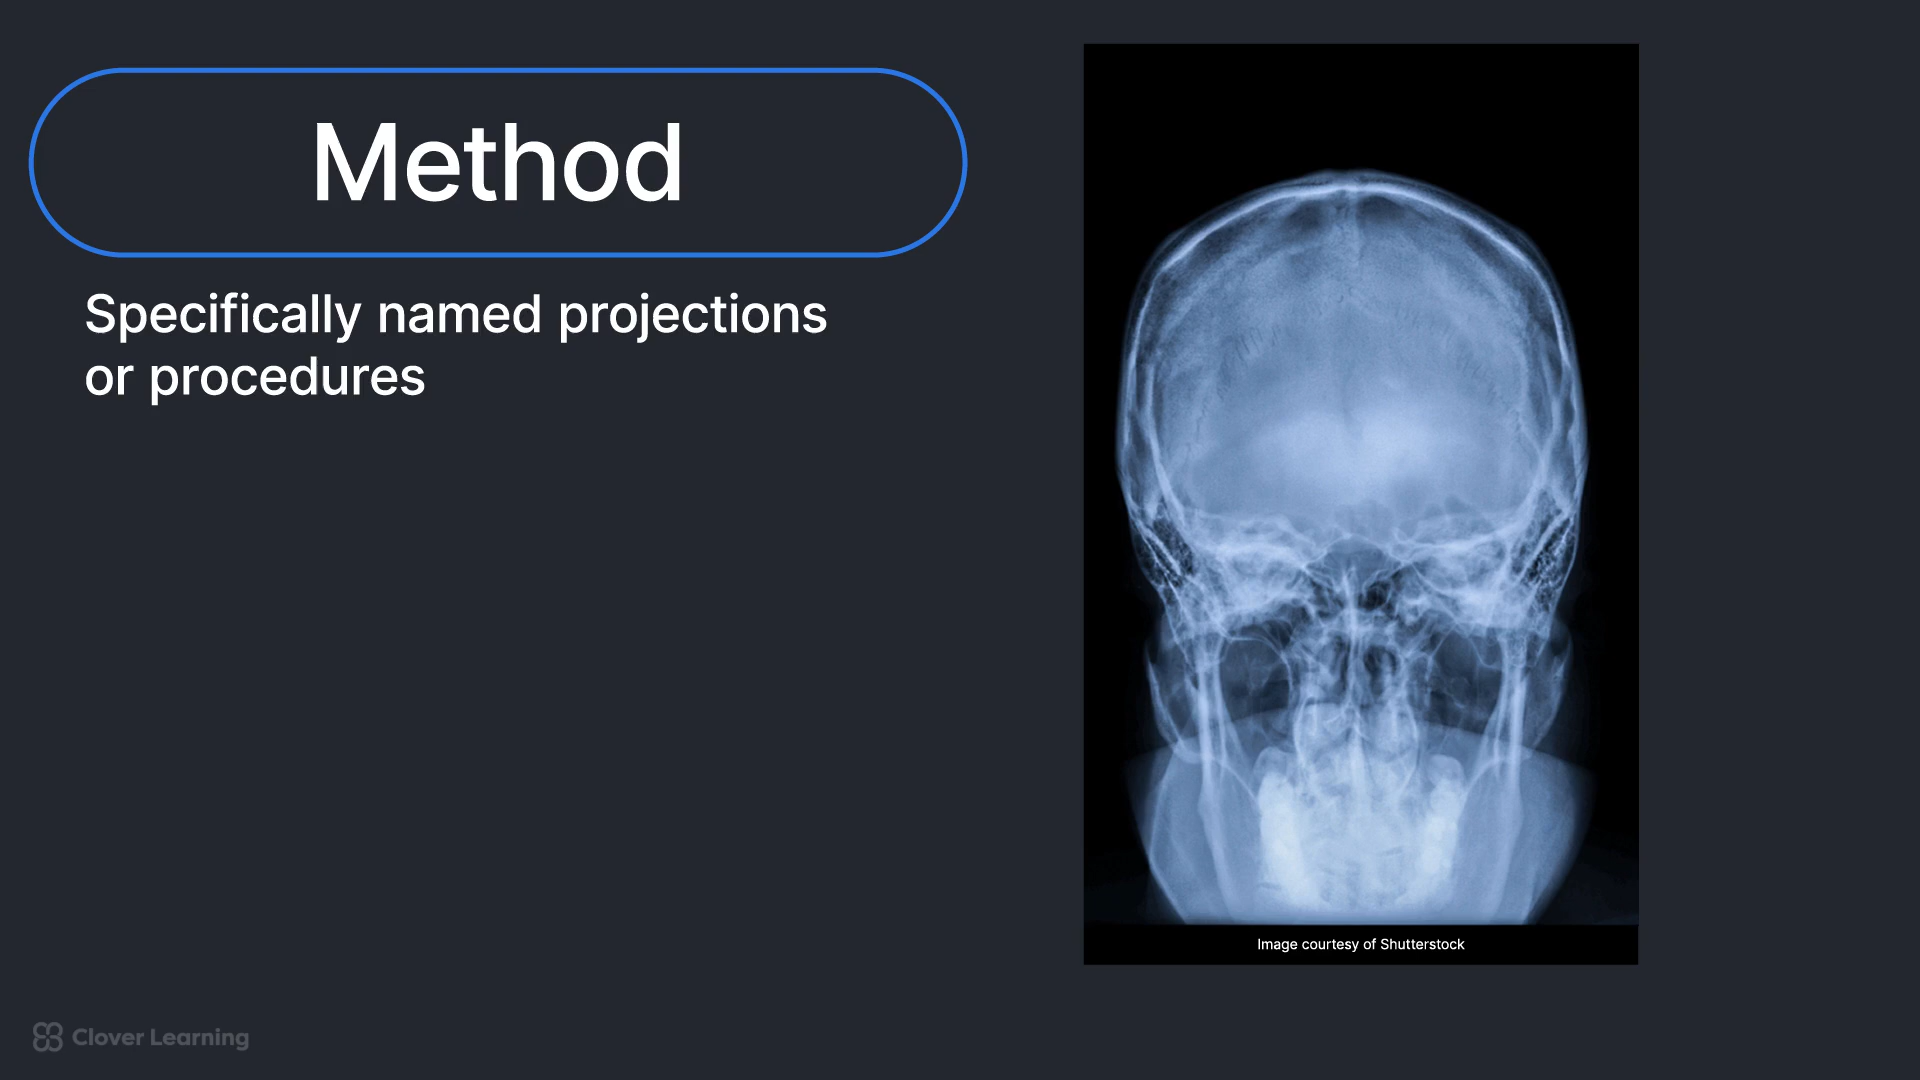 Method
Specifically named projections
or procedures
Image courtesy of Shutterstock
Clover Learning